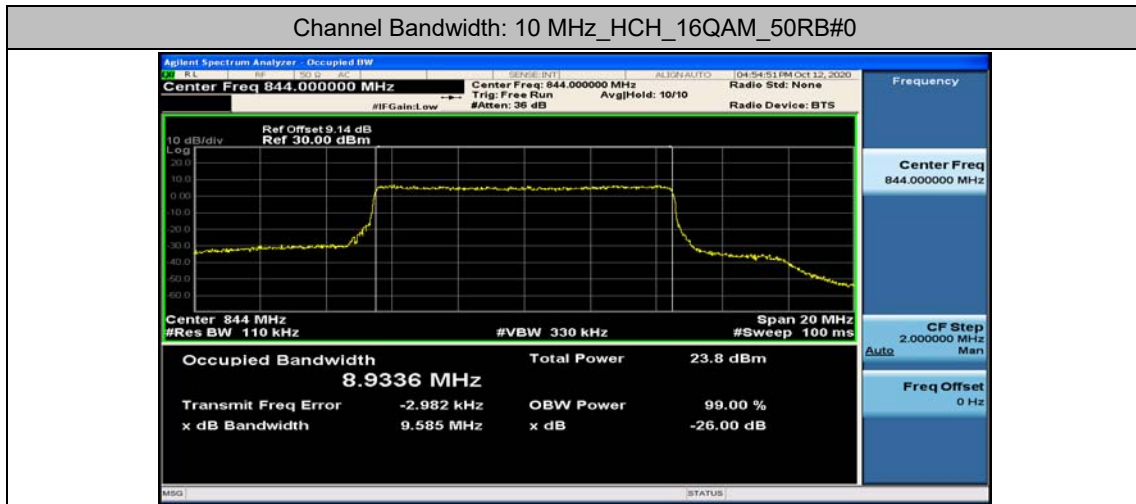 Channel Bandwidth: 10 MHz_HCH_16QAM_50RB#0
Agilent Spectrum Analyzer - Occupied BW
RL RF 50 Ω AC SENSE:INT ALIGN AUTO 04:54:51 PM Oct 12, 2020
Center Freq 844.000000 MHz Center Freq: 844.000000 MHz Radio Std: None
Trig: Free Run Avg|Hold: 10/10
#IFGain:Low #Atten: 36 dB Radio Device: BTS
Frequency
Ref Offset 9.14 dB
10 dB/div Ref 30.00 dBm
Log
20.0
10.0
0.00
-10.0
-20.0
-30.0
-40.0
-50.0
-60.0
Center Freq
844.000000 MHz
Center 844 MHz Span 20 MHz
#Res BW 110 kHz #VBW 330 kHz #Sweep 100 ms
CF Step
2.000000 MHz
Auto Man
Occupied Bandwidth Total Power 23.8 dBm
8.9336 MHz
Freq Offset
0 Hz
Transmit Freq Error -2.982 kHz OBW Power 99.00 %
x dB Bandwidth 9.585 MHz x dB -26.00 dB
MSG STATUS